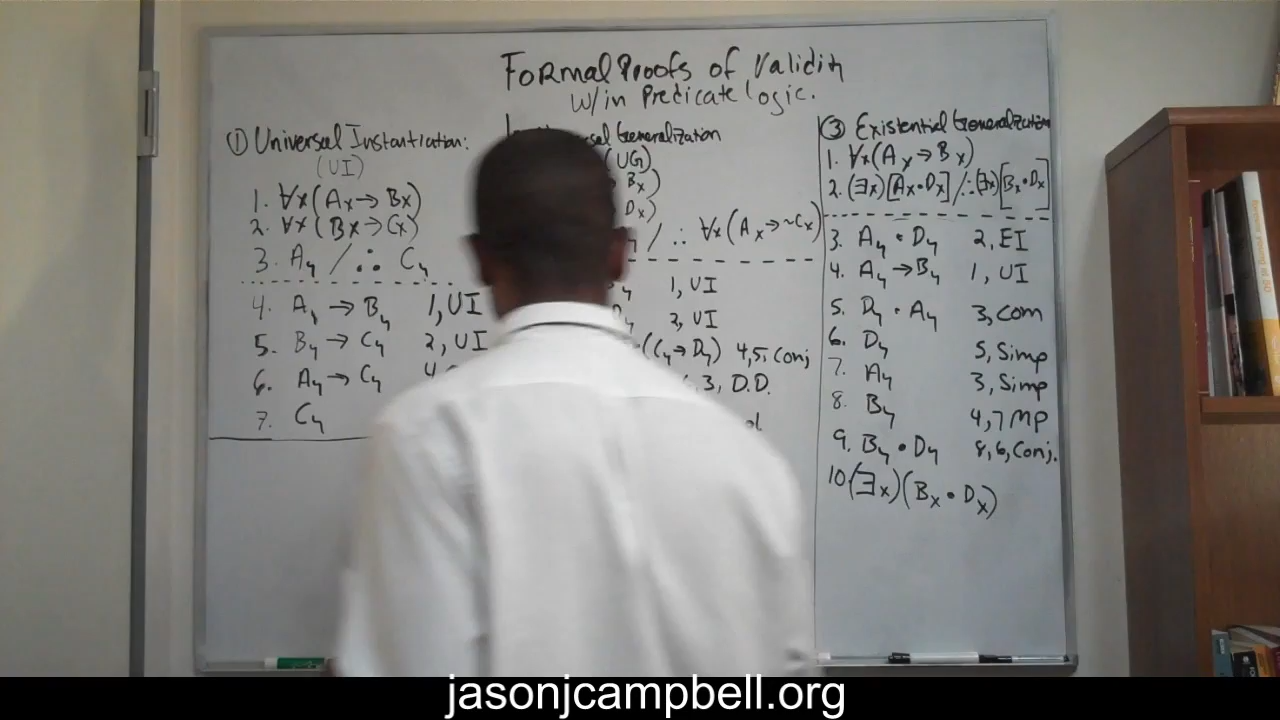 Formal Proofs of Validity
w/in Predicate logic.
① Universal Instantiation:
(UI)
1. ∀x(Ax → Bx)
2. ∀x(Bx → Cx)
3. Ay / ∴ Cy
4. Ay → By 1, UI
5. By → Cy 2, UI
6. Ay → Cy
7. Cy
Generalization
(UG)
Bx)
Dx)
/ ∴ ∀x(Ax → ~Cx)
1, UI
2, UI
(Cy → Dy) 4,5, Conj
3, D.D.
③ Existential Generalization
1. ∀x(Ax → Bx)
2. (∃x)[Ax • Dx] / ∴ (∃x)[Bx • Dx]
3. Ay • Dy 2, EI
4. Ay → By 1, UI
5. Dy • Ay 3, Com
6. Dy 5, Simp
7. Ay 3, Simp
8. By 4,7 MP
9. By • Dy 8,6, Conj.
10 (∃x)(Bx • Dx)
jasonjcampbell.org